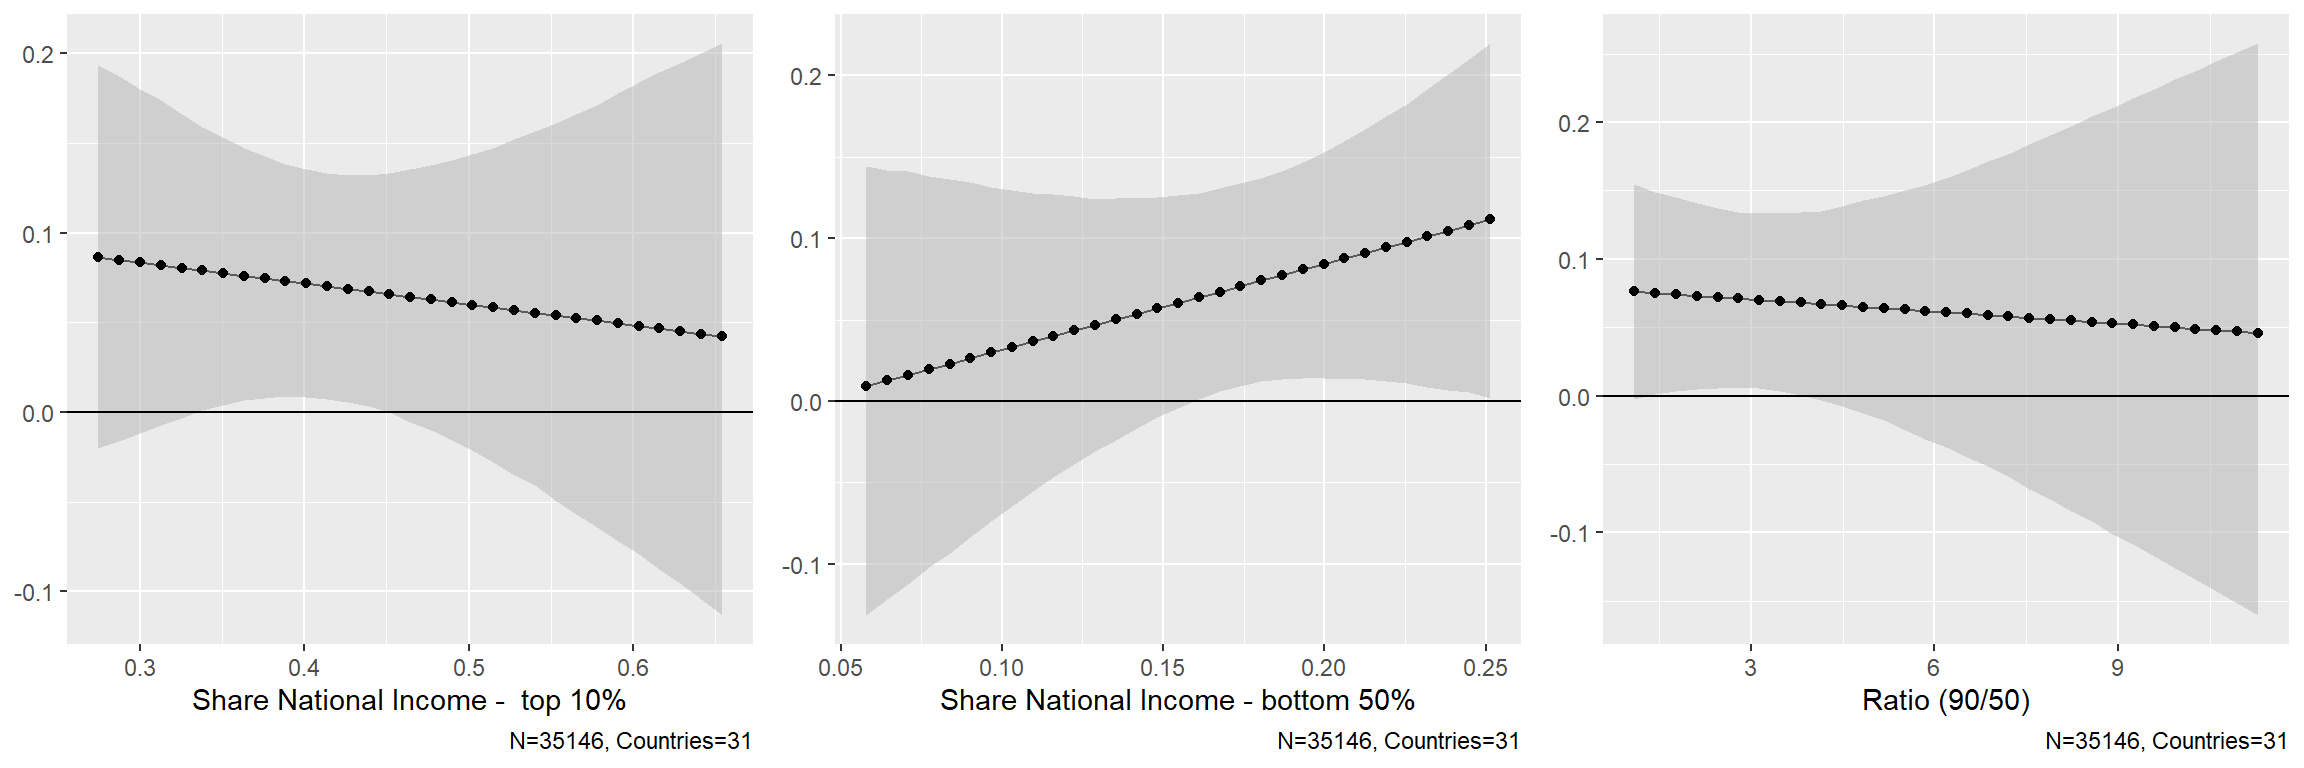 0.2
0.1
0.0
-0.1
0.3 0.4 0.5 0.6
Share National Income -  top 10%
N=35146, Countries=31
0.2
0.1
0.0
-0.1
0.05 0.10 0.15 0.20 0.25
Share National Income - bottom 50%
N=35146, Countries=31
0.2
0.1
0.0
-0.1
3 6 9
Ratio (90/50)
N=35146, Countries=31